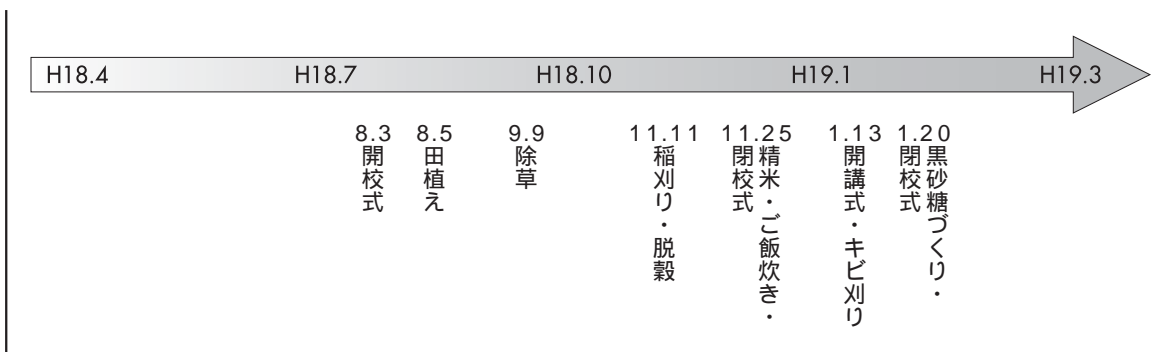 H18.4
H18.7
H18.10
H19.1
H19.3
8.3
開校式
8.5
田植え
9.9
除草
11.11
稲刈り・脱穀
11.25
精米・ご飯炊き・
閉校式
1.13
開講式・キビ刈り
1.20
黒砂糖づくり・
閉校式